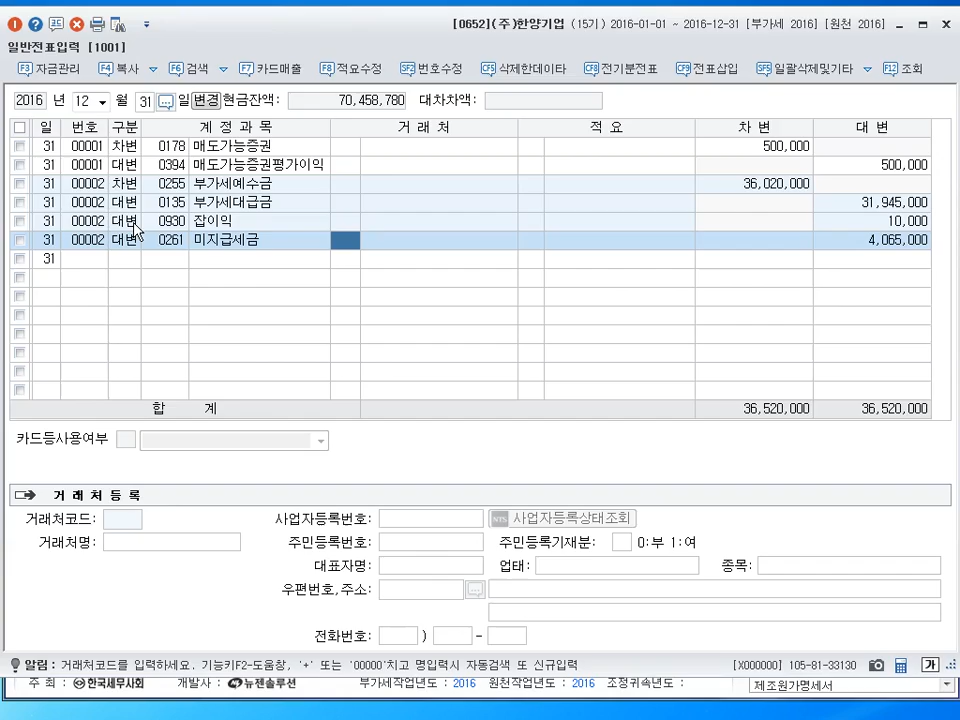 [0652](주)한양기업 (15기) 2016-01-01 ~ 2016-12-31 [부가세 2016] [원천 2016]
일반전표입력 [1001]
F3 자금관리 F4 복사 F6 검색 F7 카드매출 F8 적요수정 SF2 번호수정 CF5 삭제한데이타 CF8 전기분전표 CF9 전표삽입 SF5 일괄삭제및기타 F12 조회
2016 년 12 월 31 일 변경 현금잔액: 70,458,780 대차차액:
일 번호 구분 계 정 과 목 거 래 처 적 요 차 변 대 변
31 00001 차변 0178 매도가능증권 500,000
31 00001 대변 0394 매도가능증권평가이익 500,000
31 00002 차변 0255 부가세예수금 36,020,000
31 00002 대변 0135 부가세대급금 31,945,000
31 00002 대변 0930 잡이익 10,000
31 00002 대변 0261 미지급세금 4,065,000
31
합 계 36,520,000 36,520,000
카드등사용여부
거 래 처 등 록
거래처코드: 사업자등록번호: NTS 사업자등록상태조회
거래처명: 주민등록번호: 주민등록기재분: 0:부 1:여
대표자명: 업태: 종목:
우편번호,주소:
전화번호: ) -
알림: 거래처코드를 입력하세요. 기능키F2-도움창, '+' 또는 '00000'치고 명입력시 자동검색 또 신규입력 [X000000] 105-81-33130 가
주 최 : 한국세무사회 개발사 : 뉴젠솔루션 부가세작업년도 : 2016 원천작업년도 : 2016 조정귀속년도 : 제조원가명세서